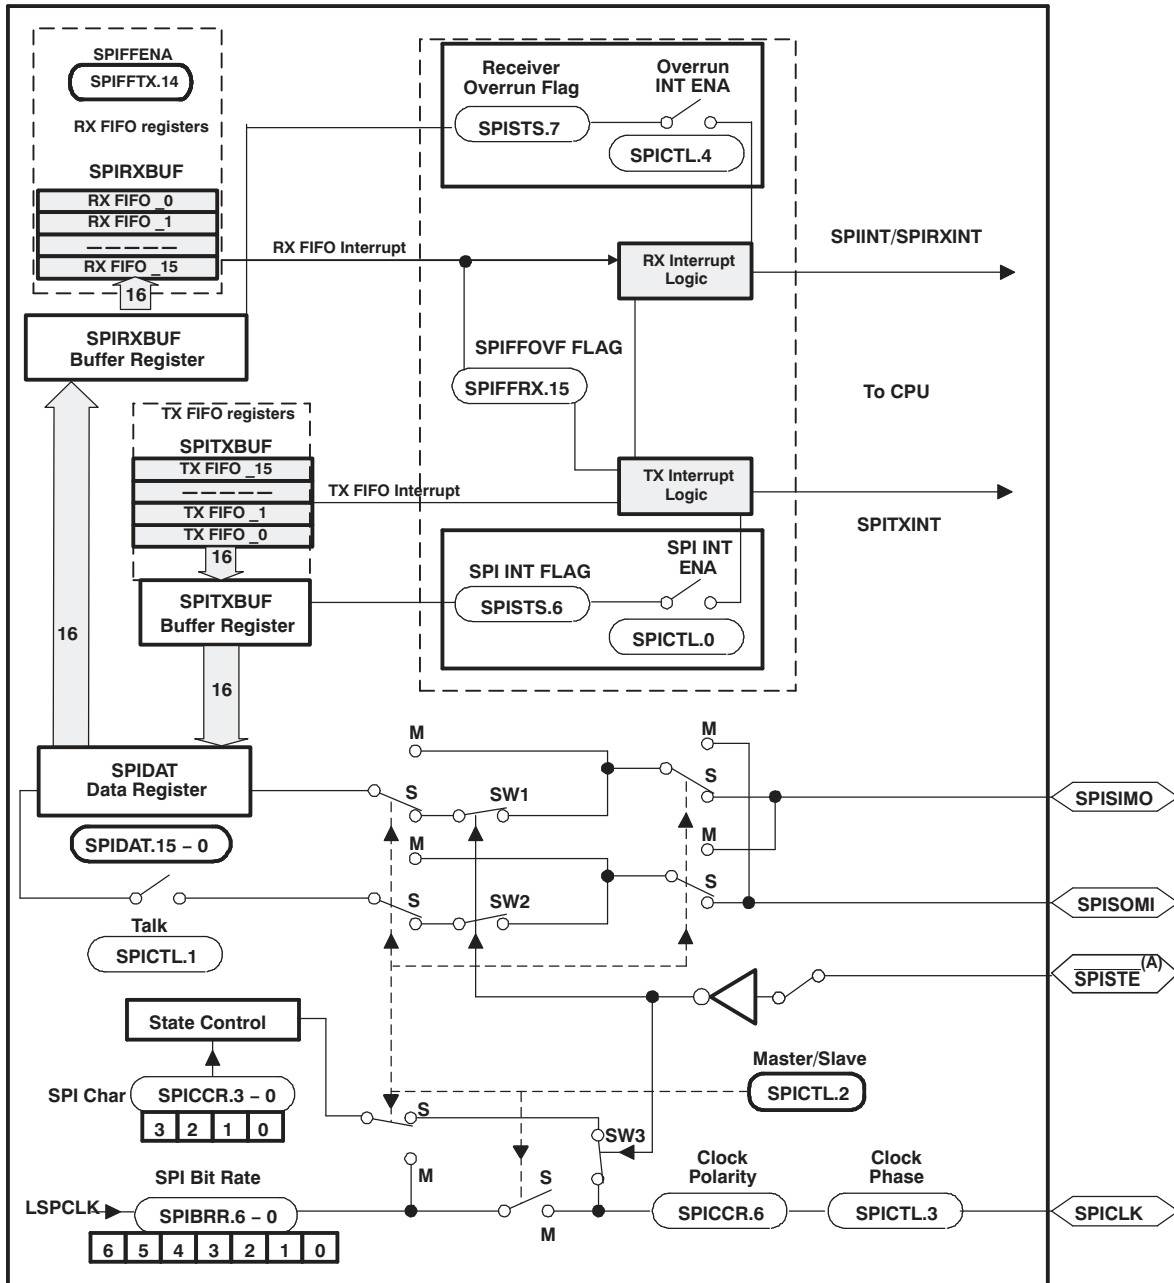 SPIFFENA
SPIFFTX.14
RX FIFO registers
SPIRXBUF
RX FIFO _0
RX FIFO _1
– – – – –
RX FIFO _15
16
SPIRXBUF
Buffer Register
Receiver
Overrun Flag
SPISTS.7
Overrun
INT ENA
SPICTL.4
RX FIFO Interrupt
RX Interrupt
Logic
SPIINT/SPIRXINT
SPIFFOVF FLAG
SPIFFRX.15
To CPU
TX FIFO registers
SPITXBUF
TX FIFO _15
– – – – –
TX FIFO _1
TX FIFO _0
16
SPITXBUF
Buffer Register
TX FIFO Interrupt
TX Interrupt
Logic
SPITXINT
SPI INT FLAG
SPISTS.6
SPI INT
ENA
SPICTL.0
16
16
SPIDAT
Data Register
SPIDAT.15 – 0
M
S
SW1
M
S
SPISIMO
M
S
SW2
M
S
SPISOMI
Talk
SPICTL.1
SPISTE (A)
State Control
Master/Slave
SPICTL.2
SPI Char
SPICCR.3 – 0
3 2 1 0
S
M
SW3
SPI Bit Rate
LSPCLK
SPIBRR.6 – 0
6 5 4 3 2 1 0
S
M
Clock
Polarity
SPICCR.6
Clock
Phase
SPICTL.3
SPICLK